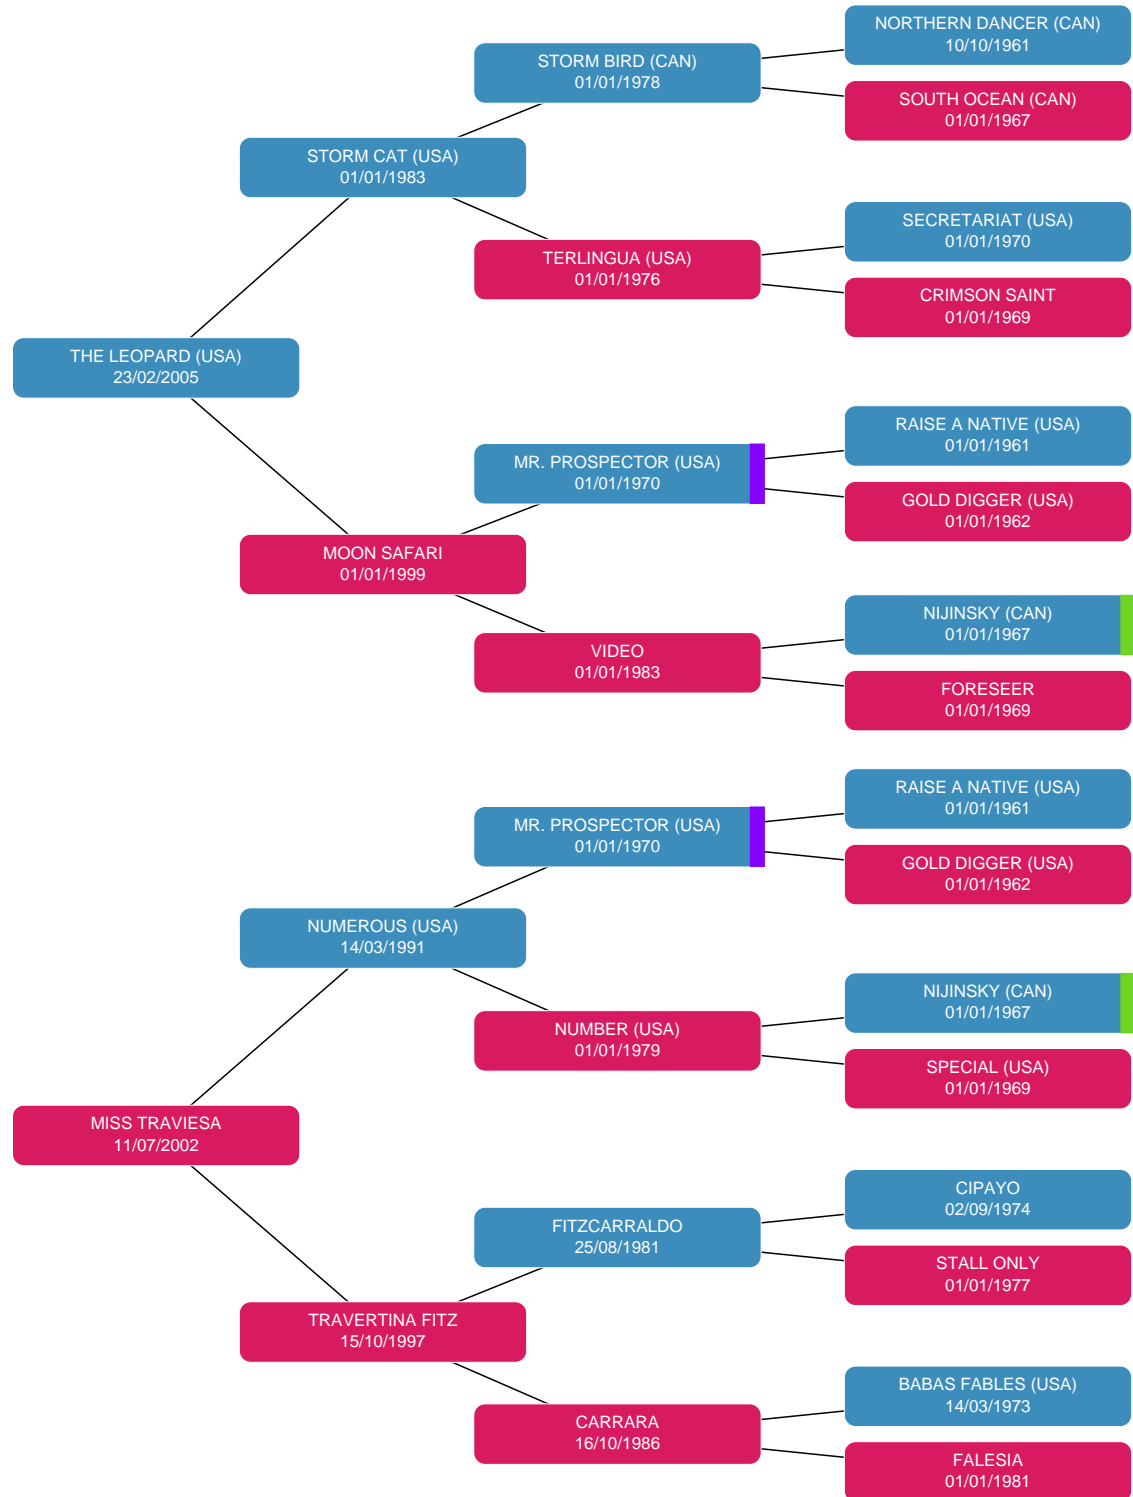 NORTHERN DANCER (CAN)
10/10/1961
STORM BIRD (CAN)
01/01/1978
SOUTH OCEAN (CAN)
01/01/1967
STORM CAT (USA)
01/01/1983
SECRETARIAT (USA)
01/01/1970
TERLINGUA (USA)
01/01/1976
CRIMSON SAINT
01/01/1969
THE LEOPARD (USA)
23/02/2005
RAISE A NATIVE (USA)
01/01/1961
MR. PROSPECTOR (USA)
01/01/1970
GOLD DIGGER (USA)
01/01/1962
MOON SAFARI
01/01/1999
NIJINSKY (CAN)
01/01/1967
VIDEO
01/01/1983
FORESEER
01/01/1969
RAISE A NATIVE (USA)
01/01/1961
MR. PROSPECTOR (USA)
01/01/1970
GOLD DIGGER (USA)
01/01/1962
NUMEROUS (USA)
14/03/1991
NIJINSKY (CAN)
01/01/1967
NUMBER (USA)
01/01/1979
SPECIAL (USA)
01/01/1969
MISS TRAVIESA
11/07/2002
CIPAYO
02/09/1974
FITZCARRALDO
25/08/1981
STALL ONLY
01/01/1977
TRAVERTINA FITZ
15/10/1997
BABAS FABLES (USA)
14/03/1973
CARRARA
16/10/1986
FALESIA
01/01/1981